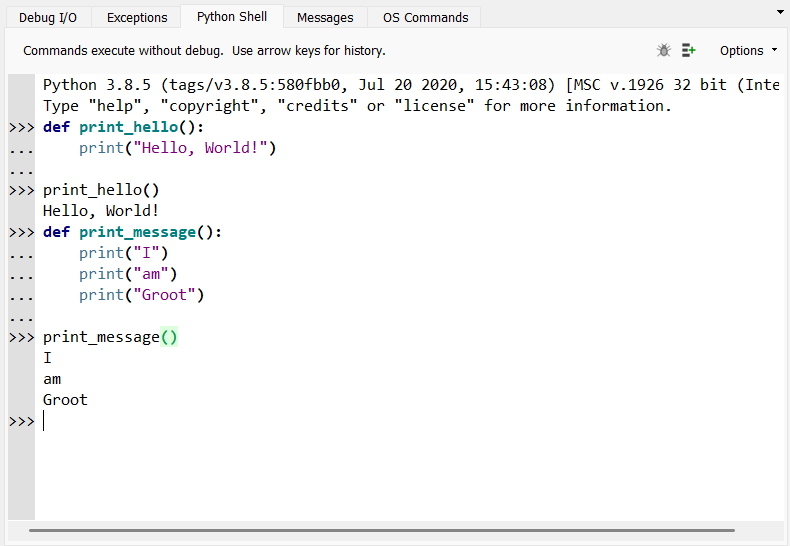 Debug I/O Exceptions Python Shell Messages OS Commands
Commands execute without debug. Use arrow keys for history. Options
Python 3.8.5 (tags/v3.8.5:580fbb0, Jul 20 2020, 15:43:08) [MSC v.1926 32 bit (Inte
Type "help", "copyright", "credits" or "license" for more information.
>>> def print_hello():
...     print("Hello, World!")
...
>>> print_hello()
Hello, World!
>>> def print_message():
...     print("I")
...     print("am")
...     print("Groot")
...
>>> print_message()
I
am
Groot
>>>